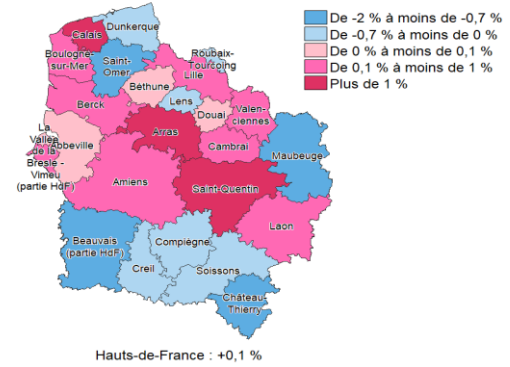 De -2 % à moins de -0,7 %
De -0,7 % à moins de 0 %
De 0 % à moins de 0,1 %
De 0,1 % à moins de 1 %
Plus de 1 %
Dunkerque
Calais
Boulogne-
sur-Mer
Saint-
Omer
Roubaix-
Tourcoing
Lille
Béthune
Berck
Lens
Douai
Valen-
ciennes
Arras
La
Vallée
de la
Bresle -
Vimeu
(partie HdF)
Abbeville
Cambrai
Maubeuge
Amiens
Saint-Quentin
Laon
Beauvais
(partie HdF)
Compiègne
Creil
Soissons
Château-
Thierry
Hauts-de-France : +0,1 %